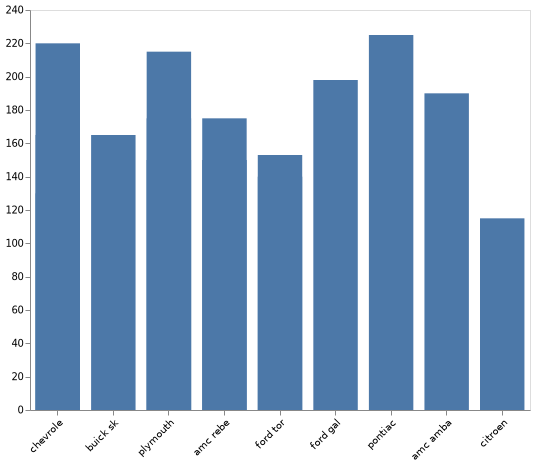 240
220
200
180
160
140
120
100
80
60
40
20
0
chevrole
buick sk
plymouth
amc rebe
ford tor
ford gal
pontiac
amc amba
citroen